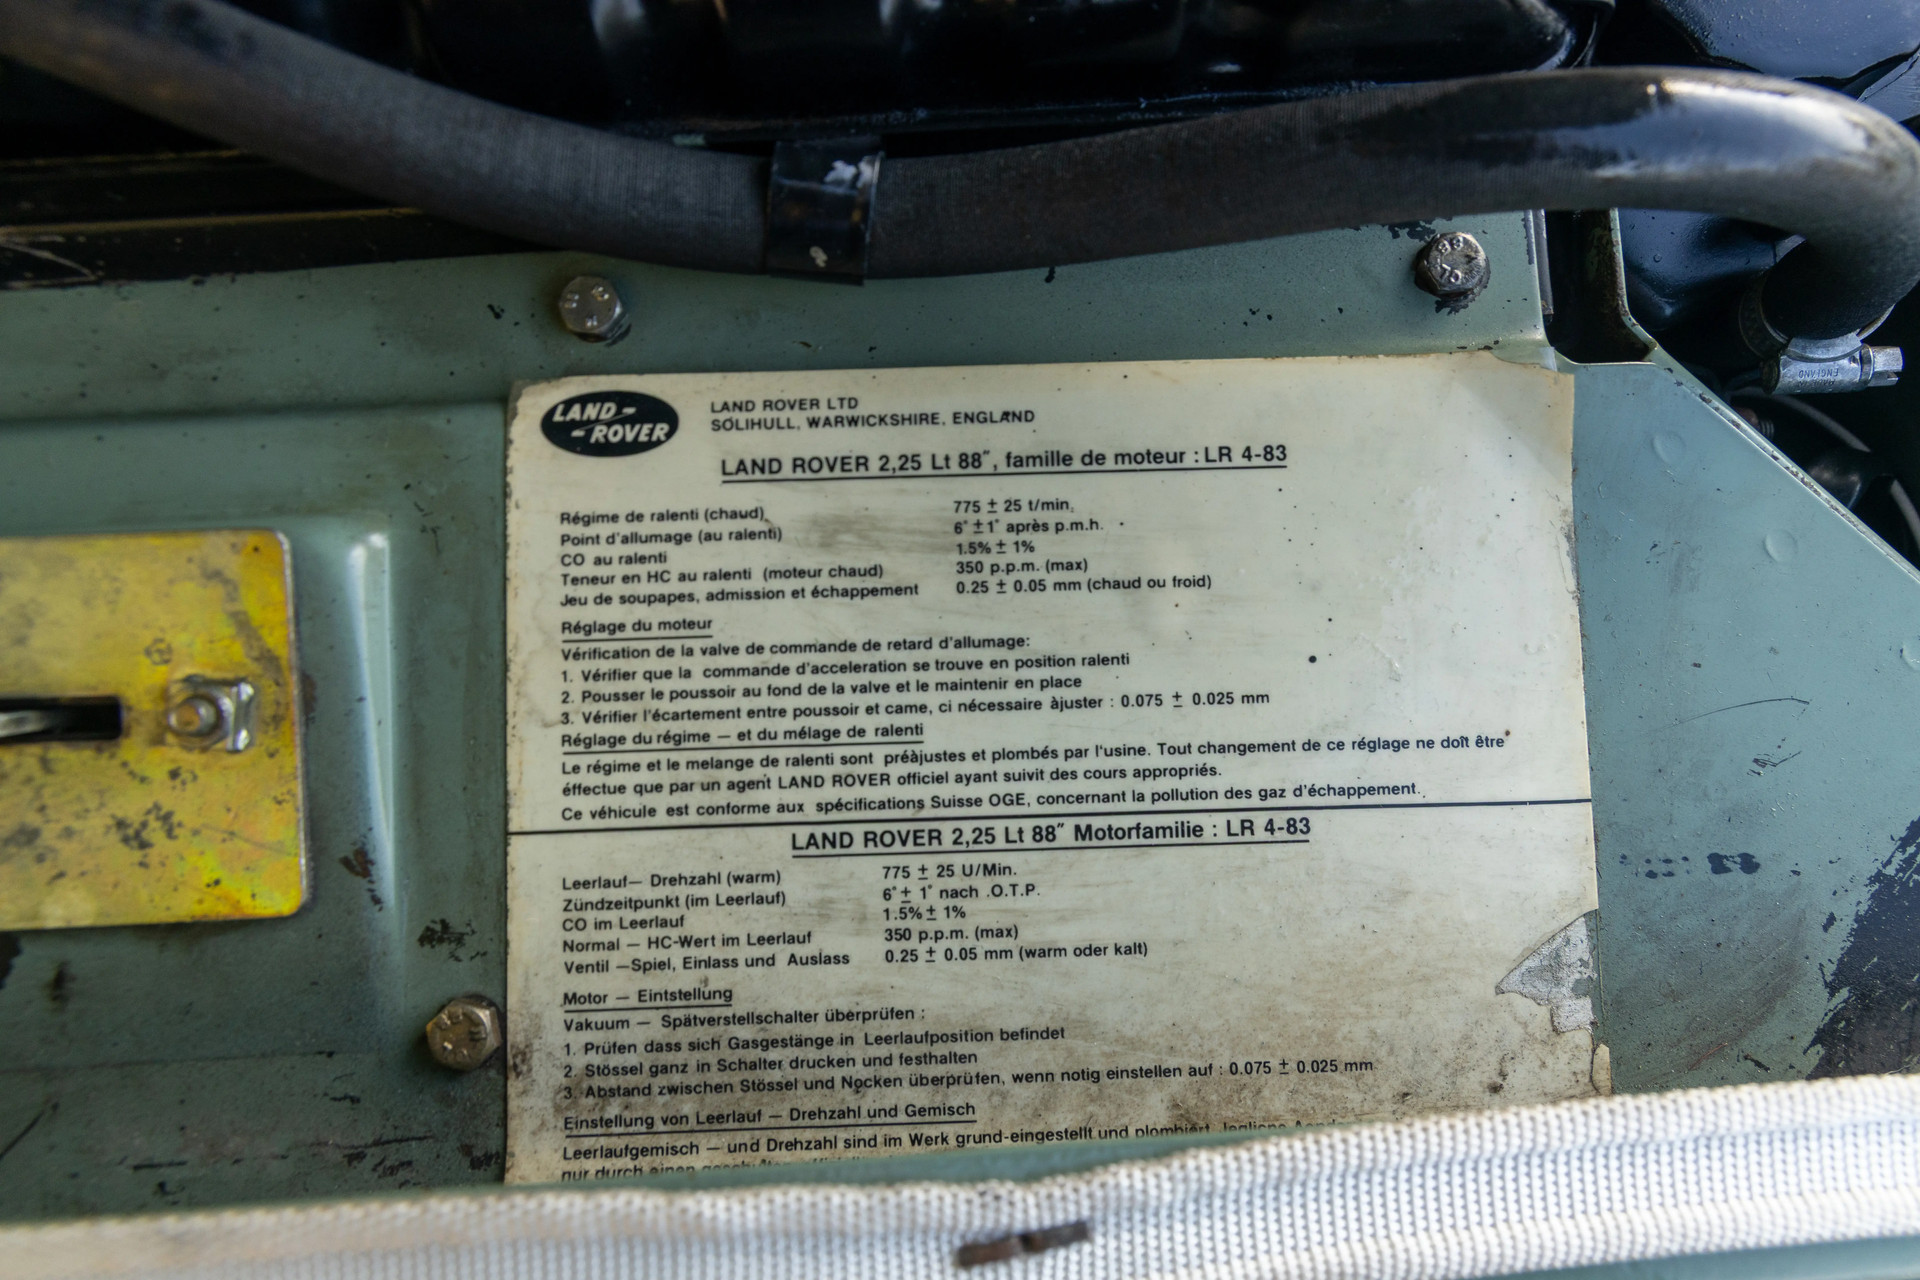 LAND-
-ROVER
LAND ROVER LTD
SOLIHULL, WARWICKSHIRE. ENGLAND
LAND ROVER 2,25 Lt 88″, famille de moteur : LR 4-83
Régime de ralenti (chaud) 775 ± 25 t/min.
Point d'allumage (au ralenti) 6° ± 1° après p.m.h.
CO au ralenti 1.5% ± 1%
Teneur en HC au ralenti (moteur chaud) 350 p.p.m. (max)
Jeu de soupapes, admission et échappement 0.25 ± 0.05 mm (chaud ou froid)
Réglage du moteur
Vérification de la valve de commande de retard d'allumage:
1. Vérifier que la commande d'acceleration se trouve en position ralenti
2. Pousser le poussoir au fond de la valve et le maintenir en place
3. Vérifier l'écartement entre poussoir et came, ci nécessaire àjuster : 0.075 ± 0.025 mm
Réglage du régime — et du mélage de ralenti
Le régime et le melange de ralenti sont préàjustes et plombés par l'usine. Tout changement de ce réglage ne doît être
éffectue que par un agent LAND ROVER officiel ayant suivit des cours appropriés.
Ce véhicule est conforme aux spécifications Suisse OGE, concernant la pollution des gaz d'échappement.
LAND ROVER 2,25 Lt 88″ Motorfamilie : LR 4-83
Leerlauf— Drehzahl (warm) 775 ± 25 U/Min.
Zündzeitpunkt (im Leerlauf) 6° ± 1° nach .O.T.P.
CO im Leerlauf 1.5% ± 1%
Normal — HC-Wert im Leerlauf 350 p.p.m. (max)
Ventil —Spiel, Einlass und Auslass 0.25 ± 0.05 mm (warm oder kalt)
Motor — Eintstellung
Vakuum — Spätverstellschalter überprüfen :
1. Prüfen dass sich Gasgestänge in Leerlaufposition befindet
2. Stössel ganz in Schalter drucken und festhalten
3. Abstand zwischen Stössel und Nocken überprüfen, wenn notig einstellen auf : 0.075 ± 0.025 mm
Einstellung von Leerlauf — Drehzahl und Gemisch
Leerlaufgemisch — und Drehzahl sind im Werk grund-eingestellt und plombiert,
nur durch einen
ENGLAND